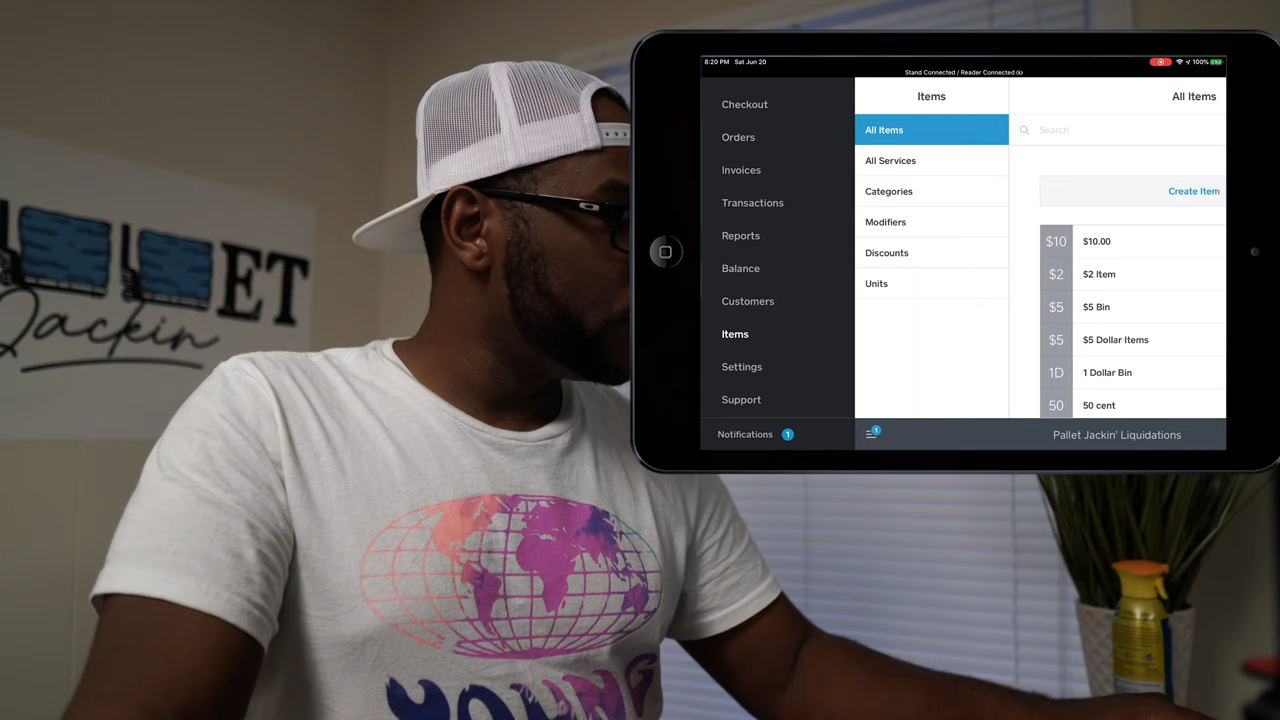 ET
Jackin
YOUNG
8:20 PM Sat Jun 20
100%
Stand Connected / Reader Connected
Checkout
Orders
Invoices
Transactions
Reports
Balance
Customers
Items
Settings
Support
Notifications 1
Items
All Items
All Services
Categories
Modifiers
Discounts
Units
1
All Items
Search
Create Item
$10 $10.00
$2 $2 Item
$5 $5 Bin
$5 $5 Dollar Items
1D 1 Dollar Bin
50 50 cent
Pallet Jackin' Liquidations